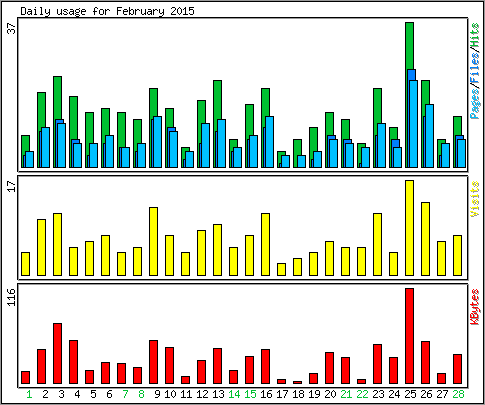 Daily usage for February 2015
37
Pages/Files/Hits
17
Visits
116
KBytes
1 2 3 4 5 6 7 8 9 10 11 12 13 14 15 16 17 18 19 20 21 22 23 24 25 26 27 28